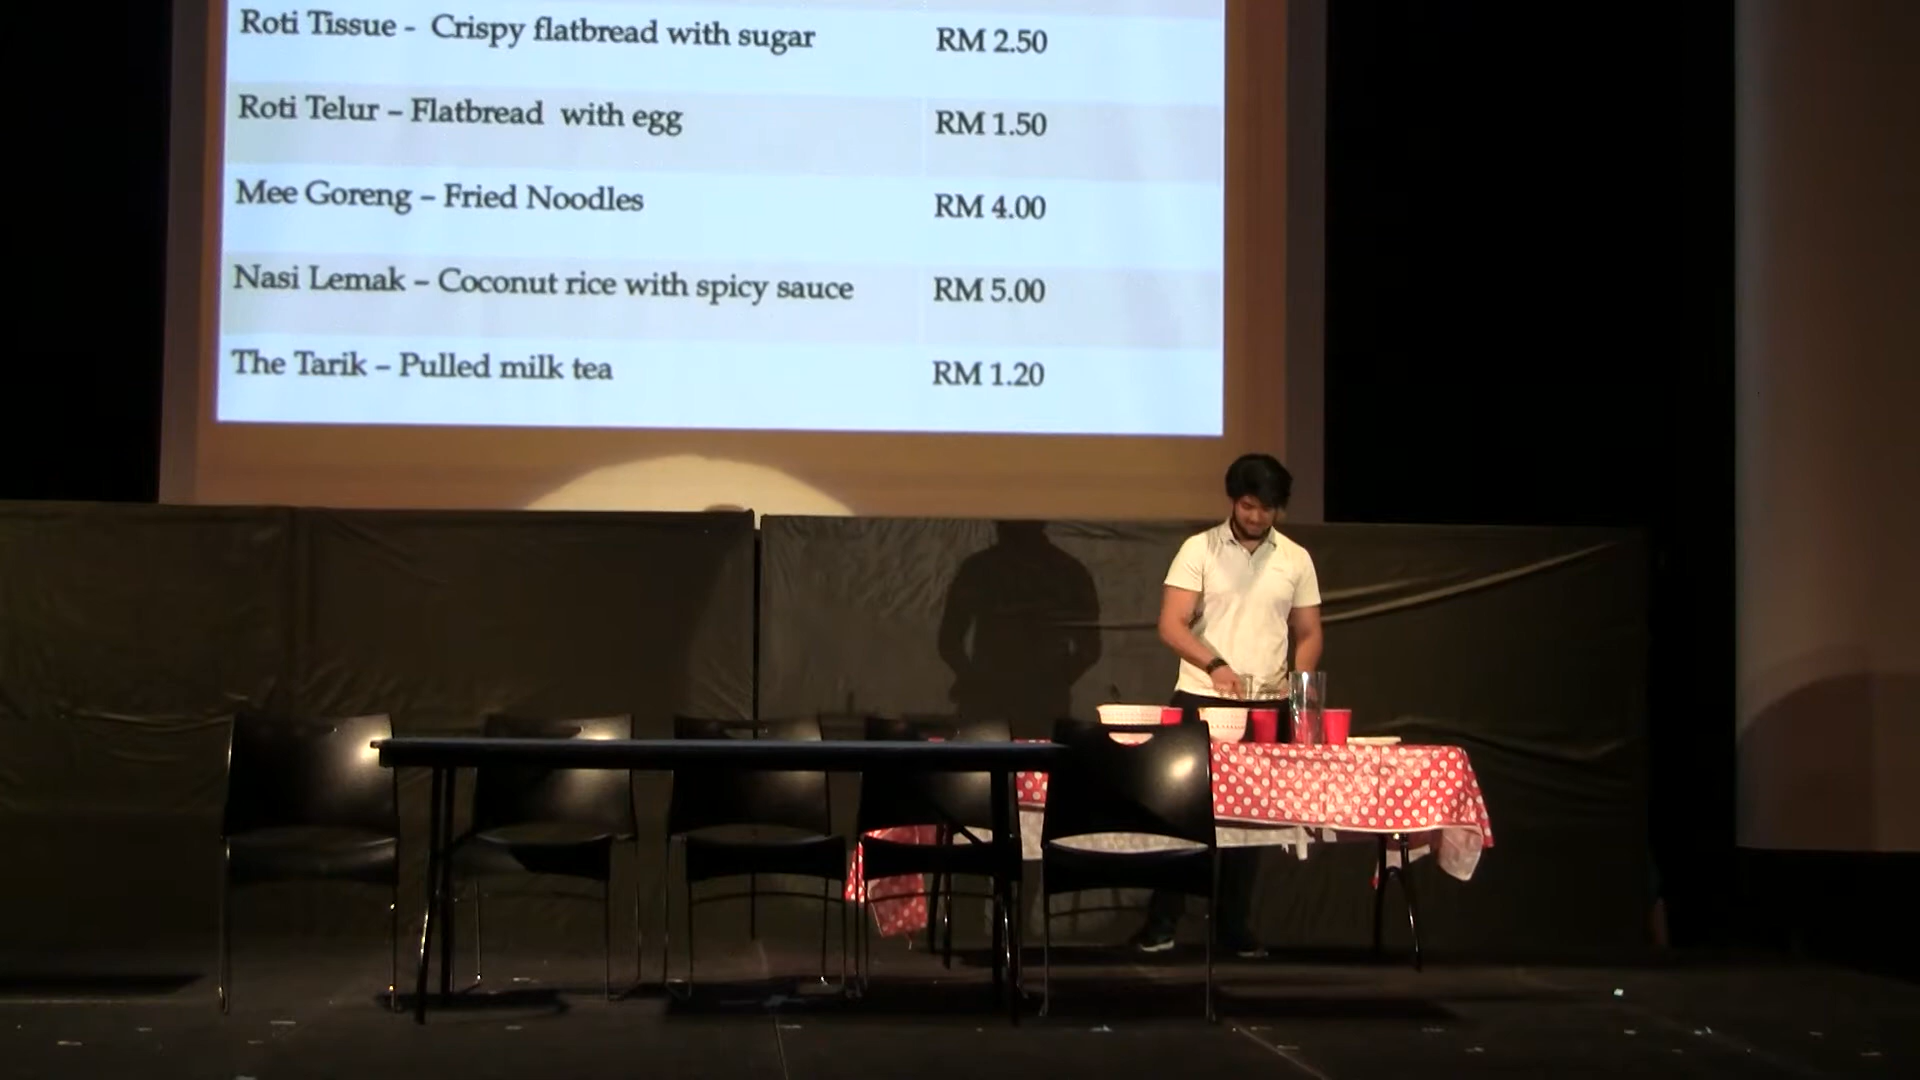 Roti Tissue - Crispy flatbread with sugar RM 2.50
Roti Telur – Flatbread with egg RM 1.50
Mee Goreng – Fried Noodles RM 4.00
Nasi Lemak – Coconut rice with spicy sauce RM 5.00
The Tarik – Pulled milk tea RM 1.20